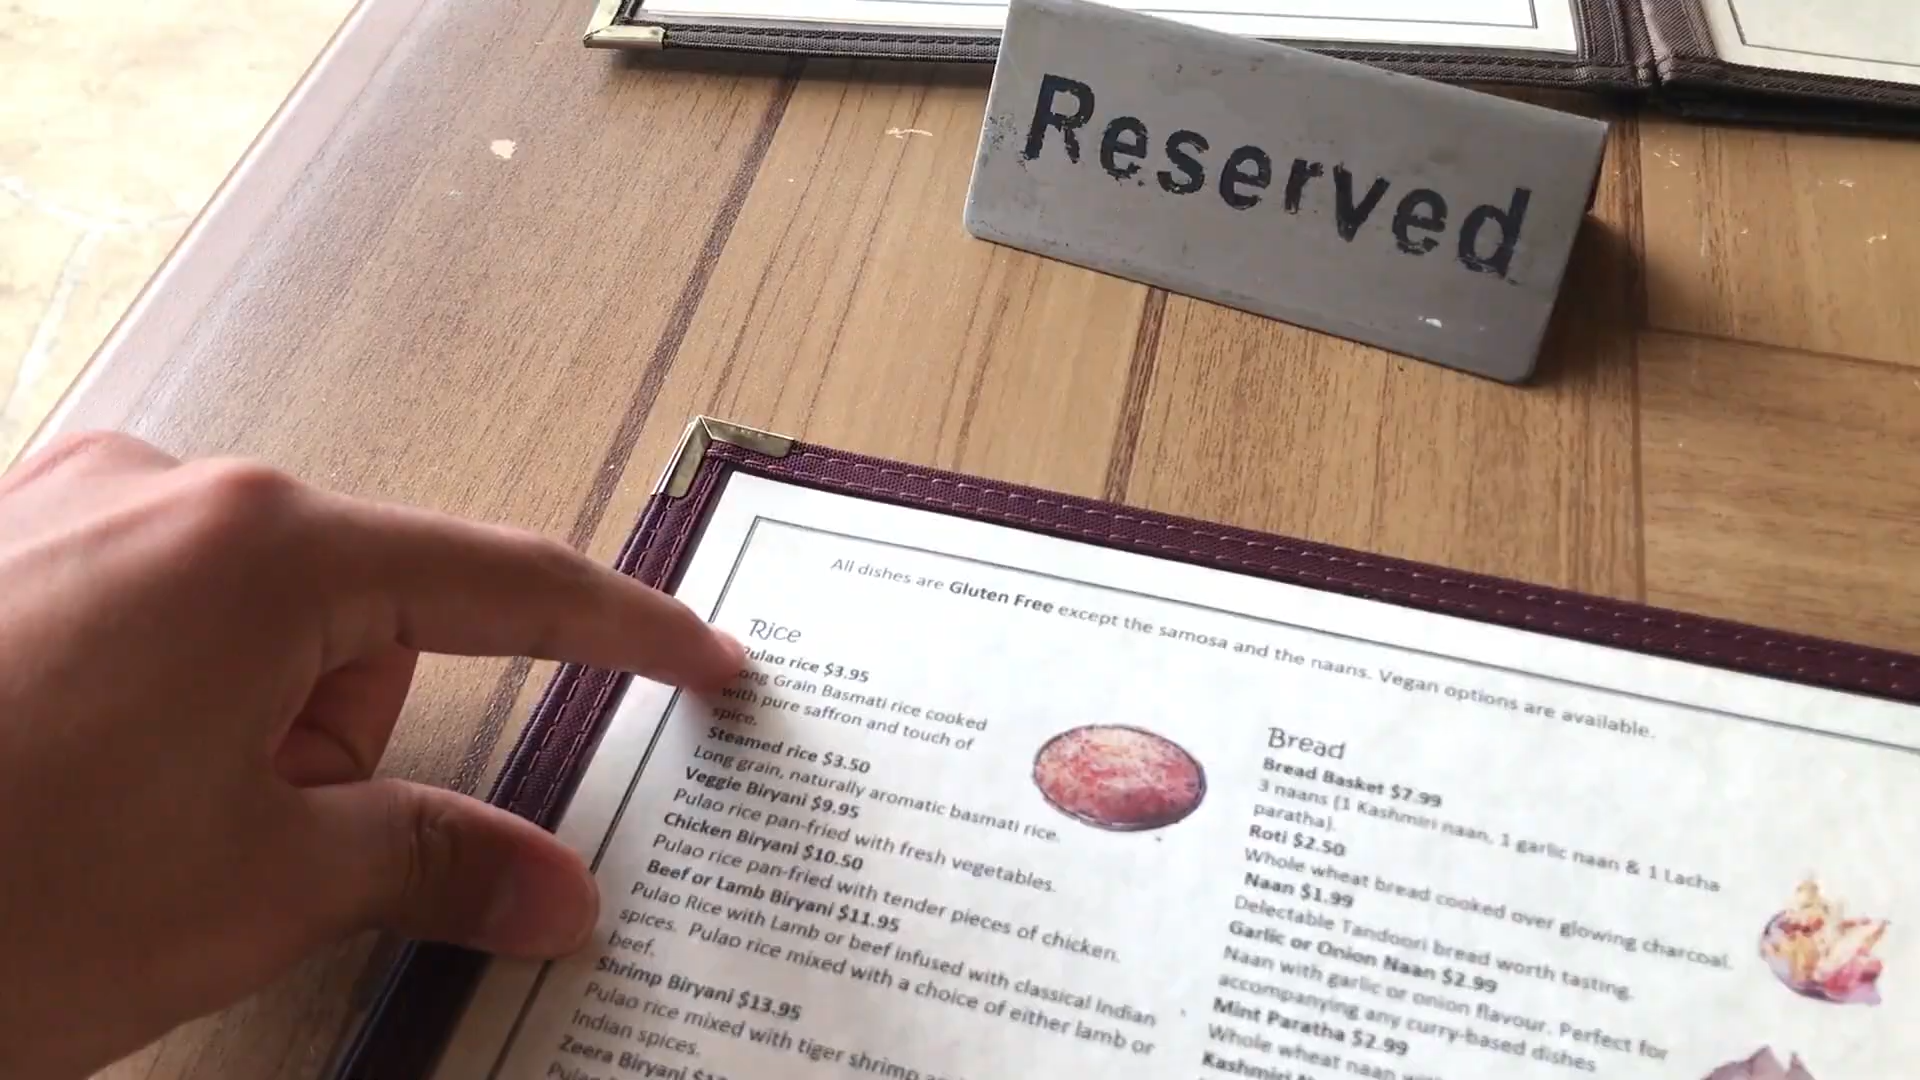 Reserved
All dishes are Gluten Free except the samosa and the naans. Vegan options are available.
Rice
Pulao rice $3.95
Long Grain Basmati rice cooked
with pure saffron and touch of
spice.
Steamed rice $3.50
Long grain, naturally aromatic basmati rice.
Veggie Biryani $9.95
Pulao rice pan-fried with fresh vegetables.
Chicken Biryani $10.50
Pulao rice pan-fried with tender pieces of chicken.
Beef or Lamb Biryani $11.95
Pulao Rice with Lamb or beef infused with classical Indian
spices. Pulao rice mixed with a choice of either lamb or
beef.
Shrimp Biryani $13.95
Pulao rice mixed with tiger shrimp
Indian spices.
Zeera Biryani
Bread
Bread Basket $7.99
3 naans (1 Kashmiri naan, 1 garlic naan & 1 Lacha
paratha).
Roti $2.50
Whole wheat bread cooked over glowing charcoal.
Naan $1.99
Delectable Tandoori bread worth tasting.
Garlic or Onion Naan $2.99
Naan with garlic or onion flavour. Perfect for
accompanying any curry-based dishes
Mint Paratha $2.99
Whole wheat naan
Kashmiri